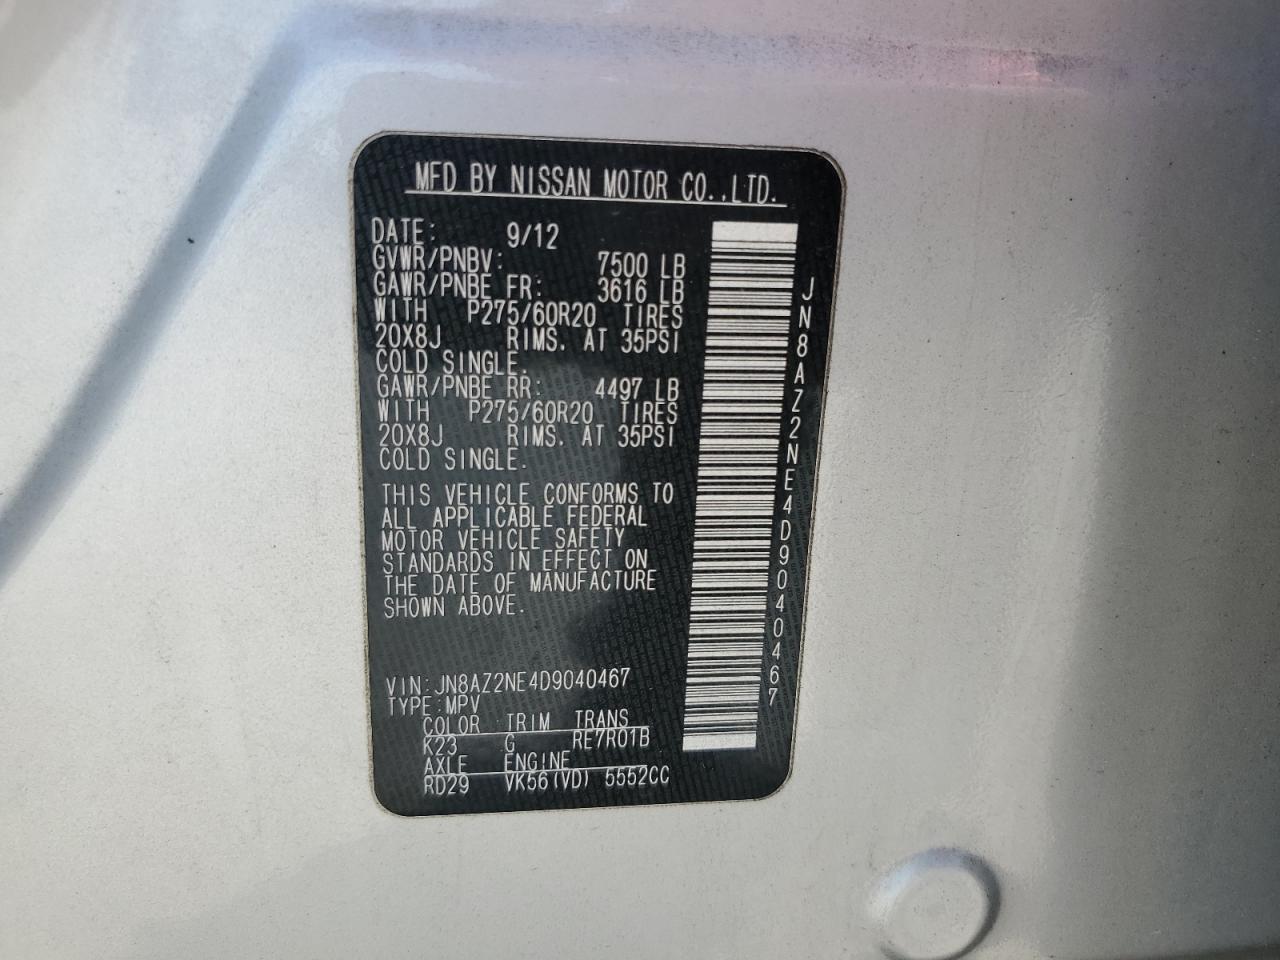 MFD BY NISSAN MOTOR CO.,LTD.
DATE: 9/12
GVWR/PNBV: 7500 LB
GAWR/PNBE FR: 3616 LB
WITH P275/60R20 TIRES
20X8J RIMS. AT 35PSI
COLD SINGLE.
GAWR/PNBE RR: 4497 LB
WITH P275/60R20 TIRES
20X8J RIMS. AT 35PSI
COLD SINGLE.
THIS VEHICLE CONFORMS TO
ALL APPLICABLE FEDERAL
MOTOR VEHICLE SAFETY
STANDARDS IN EFFECT ON
THE DATE OF MANUFACTURE
SHOWN ABOVE.
VIN:JN8AZ2NE4D9040467
TYPE:MPV
COLOR TRIM TRANS
K23 G RE7R01B
AXLE ENGINE
RD29 VK56(VD) 5552CC
JN8AZ2NE4D9040467